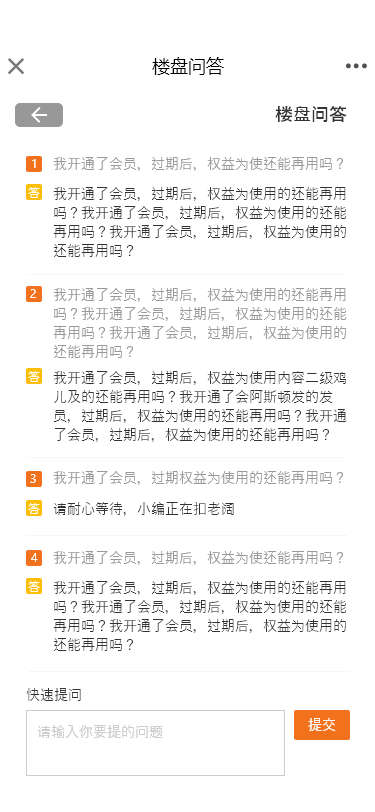 楼盘问答
楼盘问答
1 我开通了会员，过期后，权益为使还能再用吗？
答 我开通了会员，过期后，权益为使用的还能再用
吗？我开通了会员，过期后，权益为使用的还能
再用吗？我开通了会员，过期后，权益为使用的
还能再用吗？
2 我开通了会员，过期后，权益为使用的还能再用
吗？我开通了会员，过期后，权益为使用的还能
再用吗？我开通了会员，过期后，权益为使用的
还能再用吗？
答 我开通了会员，过期后，权益为使用内容二级鸡
儿及的还能再用吗？我开通了会阿斯顿发的发
员，过期后，权益为使用的还能再用吗？我开通
了会员，过期后，权益为使用的还能再用吗？
3 我开通了会员，过期权益为使用的还能再用吗？
答 请耐心等待，小编正在扣老阔
4 我开通了会员，过期后，权益为使还能再用吗？
答 我开通了会员，过期后，权益为使用的还能再用
吗？我开通了会员，过期后，权益为使用的还能
再用吗？我开通了会员，过期后，权益为使用的
还能再用吗？
快速提问
请输入你要提的问题
提交